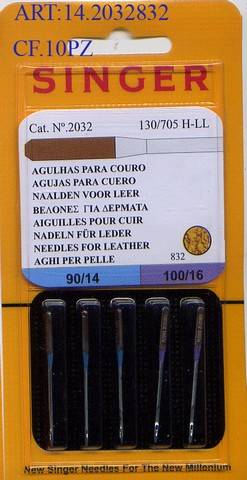 ART:14.2032832
CF.10PZ
SINGER
Cat. Nº.2032 130/705 H-LL
AGULHAS PARA COURO
AGUJAS PARA CUERO
NAALDEN VOOR LEER
ΒΕΛΟΝΕΣ ΓΙΑ ΔΕΡΜΑΤΑ
AIGUILLES POUR CUIR
NADELN FÜR LEDER
NEEDLES FOR LEATHER
AGHI PER PELLE
832
90/14 100/16
New Singer Needles For The New Millenium